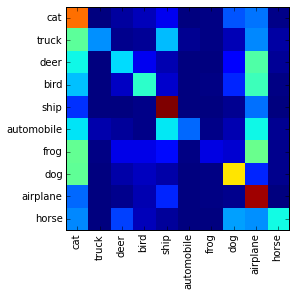 cat
truck
deer
bird
ship
automobile
frog
dog
airplane
horse
cat
truck
deer
bird
ship
automobile
frog
dog
airplane
horse